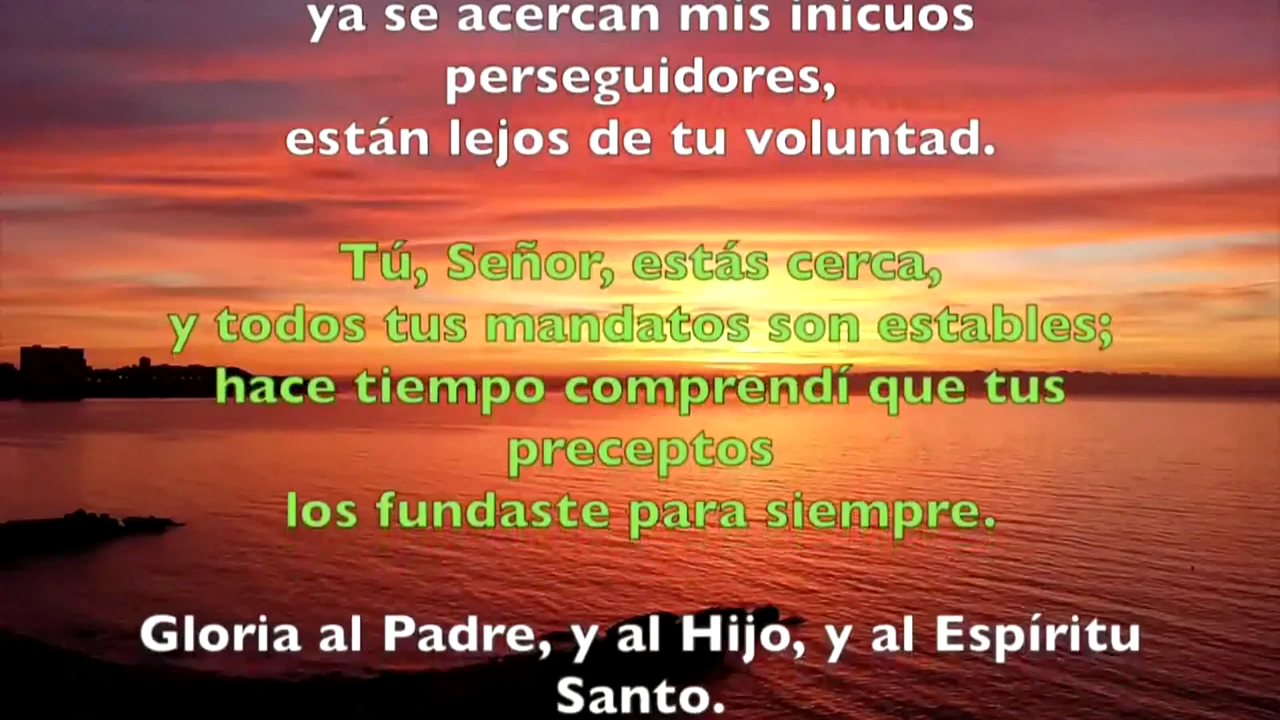 ya se acercan mis inicuos
perseguidores,
están lejos de tu voluntad.
Tú, Señor, estás cerca,
y todos tus mandatos son estables;
hace tiempo comprendí que tus
preceptos
los fundaste para siempre.
Gloria al Padre, y al Hijo, y al Espíritu
Santo.